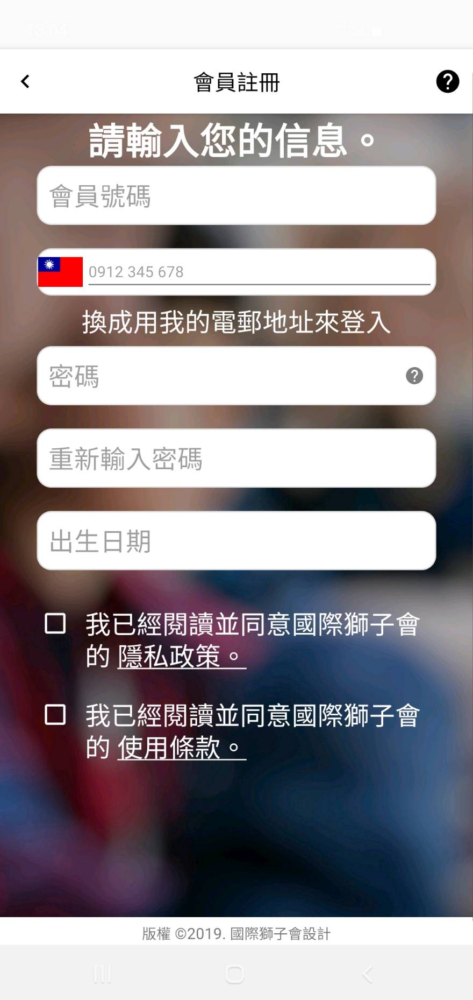 13:04
會員註冊
請輸入您的信息。
會員號碼
0912 345 678
換成用我的電郵地址來登入
密碼
重新輸入密碼
出生日期
我已經閱讀並同意國際獅子會
的 隱私政策。
我已經閱讀並同意國際獅子會
的 使用條款。
版權 ©2019. 國際獅子會設計